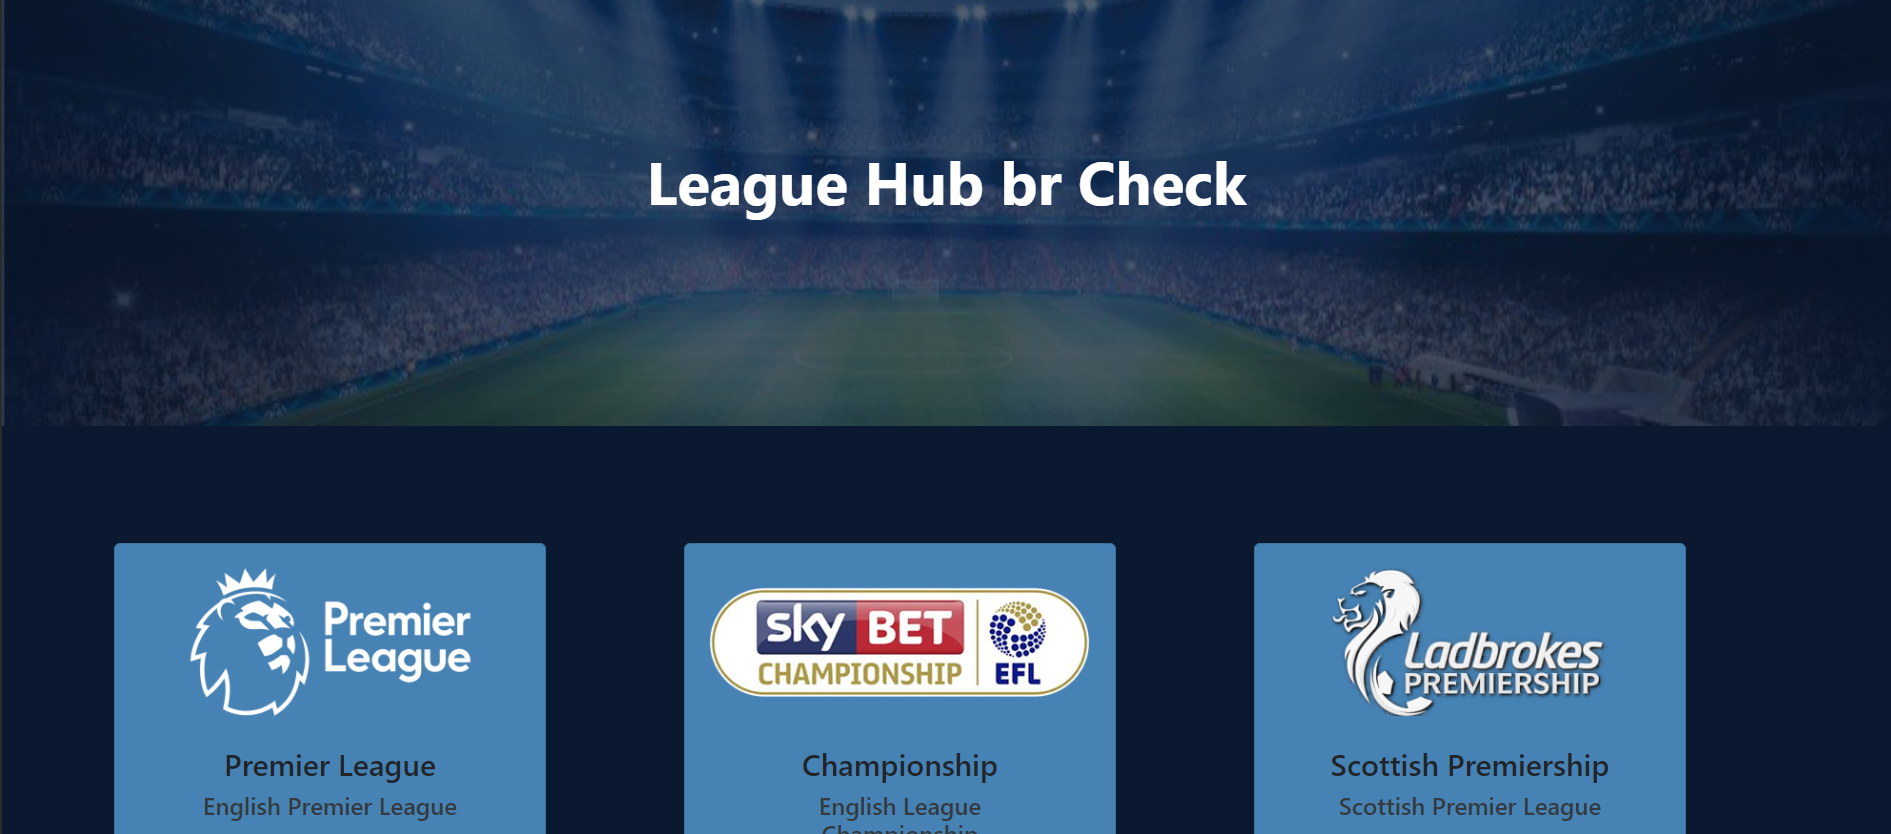 League Hub br Check
Premier
League
sky BET
CHAMPIONSHIP
EFL
Ladbrokes
PREMIERSHIP
Premier League
Championship
Scottish Premiership
English Premier League
English League
Championship
Scottish Premier League